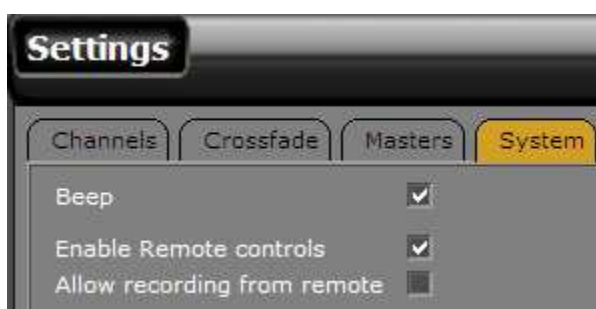 Settings
Channels Crossfade Masters System
Beep
Enable Remote controls
Allow recording from remote